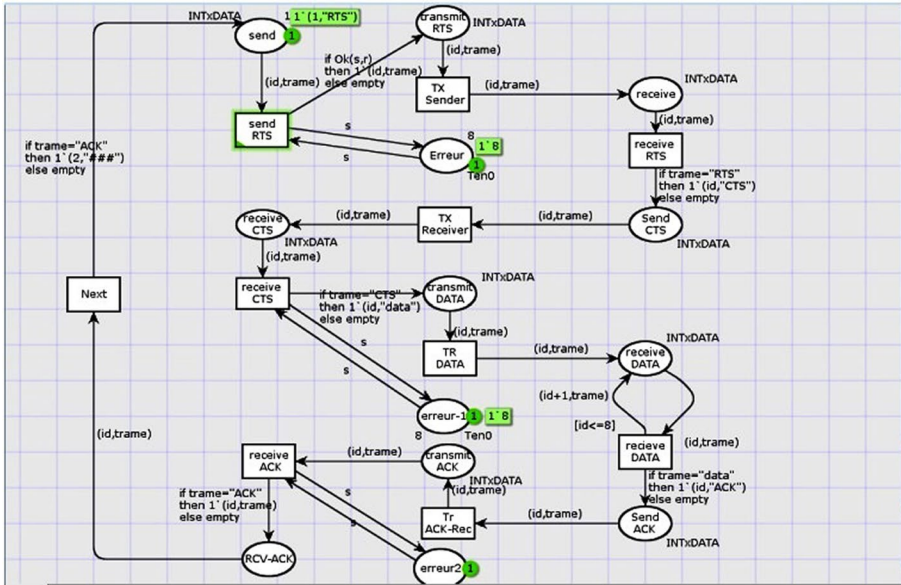 INTxDATA
1
1`(1,"RTS")
send
1
transmit
RTS
INTxDATA
if Ok(s,r)
then 1`(id,trame)
else empty
(id,trame)
(id,trame)
TX
Sender
(id,trame)
INTxDATA
receive
(id,trame)
send
RTS
s
s
8
1`8
Erreur
1
Ten0
receive
RTS
if trame="ACK"
then 1`(2,"###")
else empty
if trame="RTS"
then 1`(id,"CTS")
else empty
receive
CTS
INTxDATA
(id,trame)
TX
Receiver
(id,trame)
Send
CTS
INTxDATA
(id,trame)
Next
receive
CTS
if trame="CTS"
then 1`(id,"data")
else empty
transmit
DATA
INTxDATA
(id,trame)
s
s
TR
DATA
(id,trame)
INTxDATA
receive
DATA
(id+1,trame)
[id<=8]
erreur-1
1
1`8
8
Ten0
recieve
DATA
(id,trame)
(id,trame)
receive
ACK
(id,trame)
transmit
ACK
INTxDATA
(id,trame)
if trame="data"
then 1`(id,"ACK")
else empty
if trame="ACK"
then 1`(id,trame)
else empty
s
s
Tr
ACK-Rec
(id,trame)
Send
ACK
INTxDATA
RCV-ACK
erreur2
1